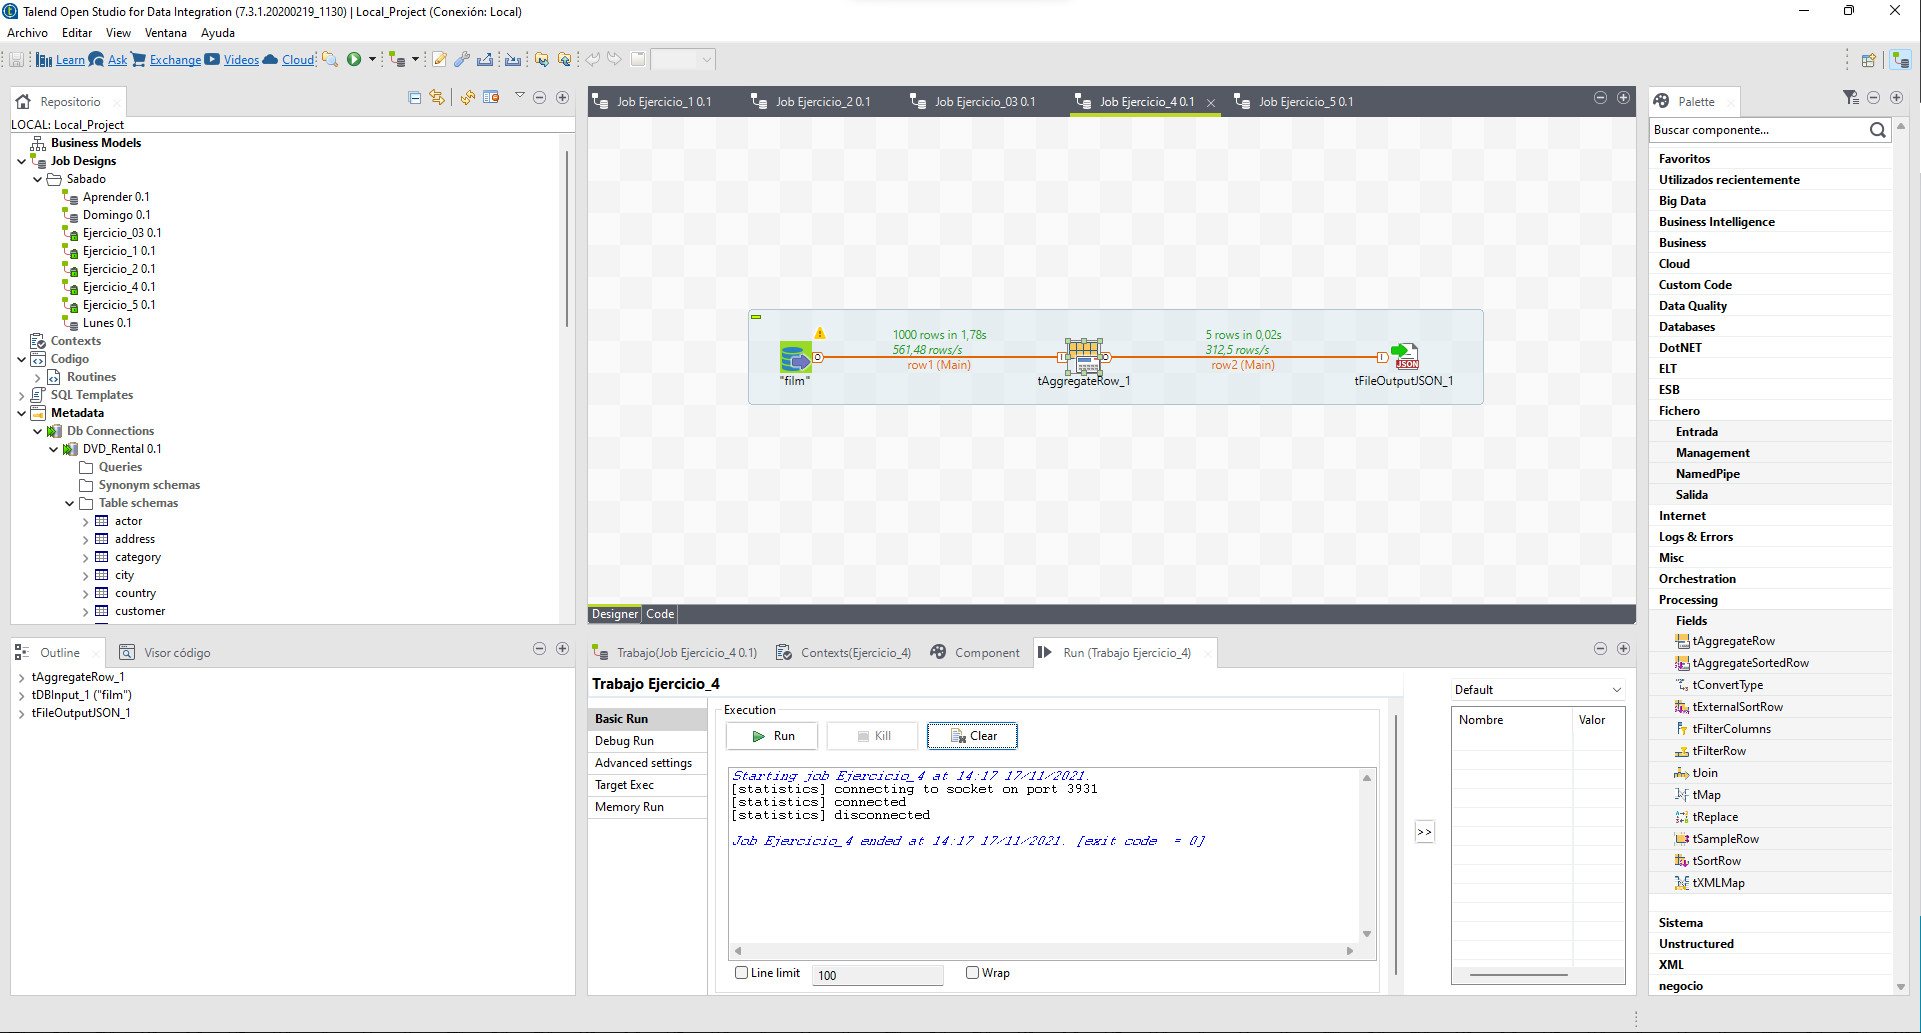 Talend Open Studio for Data Integration (7.3.1.20200219_1130) | Local_Project (Conexión: Local)
Archivo Editar View Ventana Ayuda
Learn Ask Exchange Videos Cloud
Repositorio
LOCAL: Local_Project
Business Models
Job Designs
Sabado
Aprender 0.1
Domingo 0.1
Ejercicio_03 0.1
Ejercicio_1 0.1
Ejercicio_2 0.1
Ejercicio_4 0.1
Ejercicio_5 0.1
Lunes 0.1
Contexts
Codigo
Routines
SQL Templates
Metadata
Db Connections
DVD_Rental 0.1
Queries
Synonym schemas
Table schemas
actor
address
category
city
country
customer
Outline Visor código
tAggregateRow_1
tDBInput_1 ("film")
tFileOutputJSON_1
Job Ejercicio_1 0.1 Job Ejercicio_2 0.1 Job Ejercicio_03 0.1 Job Ejercicio_4 0.1 Job Ejercicio_5 0.1
1000 rows in 1,78s
561,48 rows/s
row1 (Main)
5 rows in 0,02s
312,5 rows/s
row2 (Main)
"film"
tAggregateRow_1
JSON
tFileOutputJSON_1
Designer Code
Trabajo(Job Ejercicio_4 0.1) Contexts(Ejercicio_4) Component Run (Trabajo Ejercicio_4)
Trabajo Ejercicio_4
Basic Run
Debug Run
Advanced settings
Target Exec
Memory Run
Execution
Run Kill Clear
Starting job Ejercicio_4 at 14:17 17/11/2021.
[statistics] connecting to socket on port 3931
[statistics] connected
[statistics] disconnected
Job Ejercicio_4 ended at 14:17 17/11/2021. [exit code  = 0]
Line limit 100 Wrap
>>
Default
Nombre Valor
Palette
Buscar componente...
Favoritos
Utilizados recientemente
Big Data
Business Intelligence
Business
Cloud
Custom Code
Data Quality
Databases
DotNET
ELT
ESB
Fichero
Entrada
Management
NamedPipe
Salida
Internet
Logs & Errors
Misc
Orchestration
Processing
Fields
tAggregateRow
tAggregateSortedRow
tConvertType
tExternalSortRow
tFilterColumns
tFilterRow
tJoin
tMap
tReplace
tSampleRow
tSortRow
tXMLMap
Sistema
Unstructured
XML
negocio